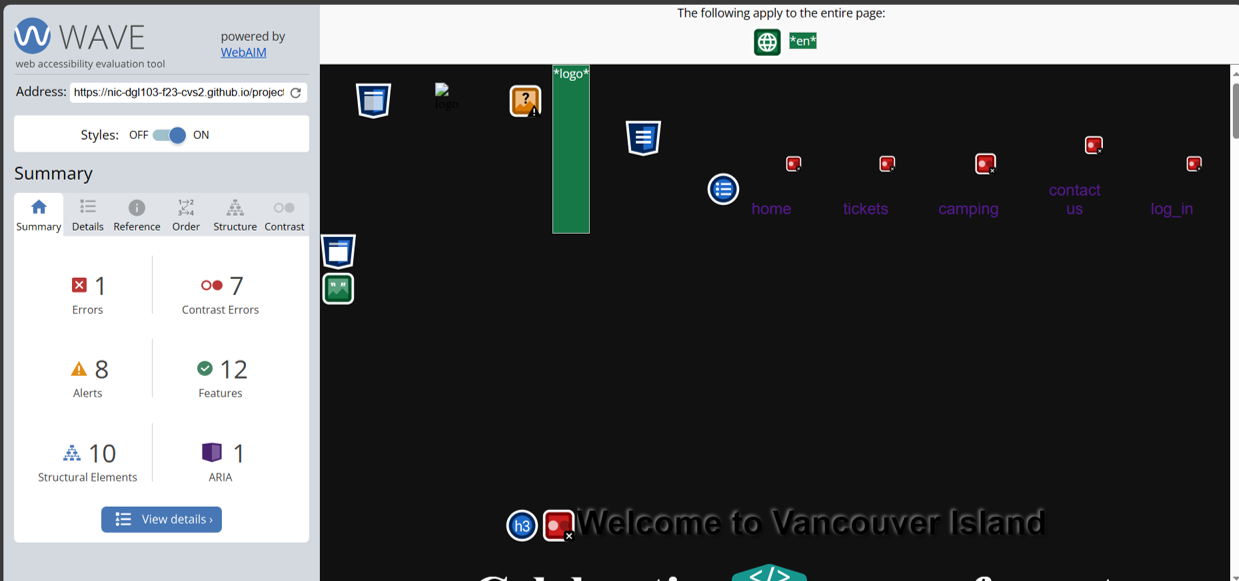 The following apply to the entire page:
*en*
WAVE
web accessibility evaluation tool
powered by
WebAIM
Address: https://nic-dgl103-f23-cvs2.github.io/project
Styles: OFF ON
Summary
Summary Details Reference Order Structure Contrast
1
Errors
7
Contrast Errors
8
Alerts
12
Features
10
Structural Elements
1
ARIA
View details ›
logo
*logo*
home tickets camping contact us log_in
h3 Welcome to Vancouver Island
</>